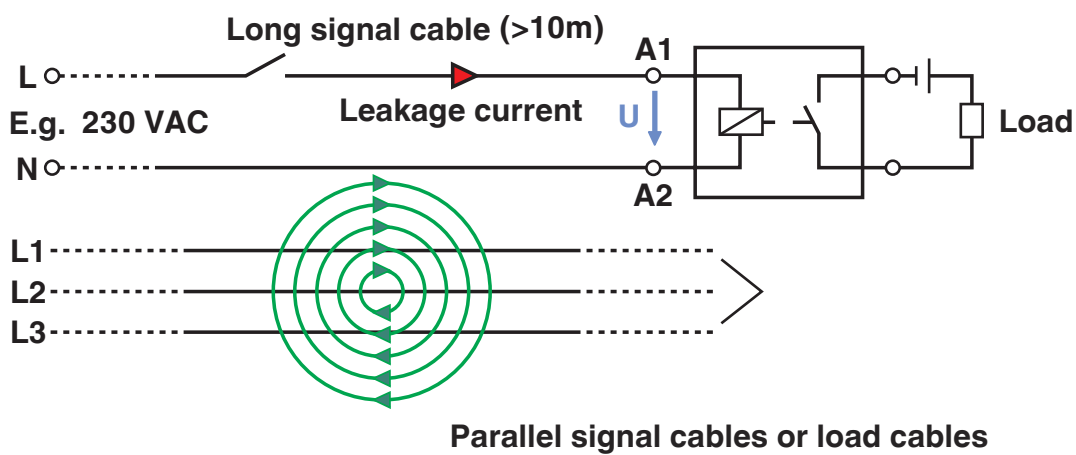 Long signal cable (>10m)
A1
L
Leakage current
U
E.g. 230 VAC
Load
N
A2
L1
L2
L3
Parallel signal cables or load cables